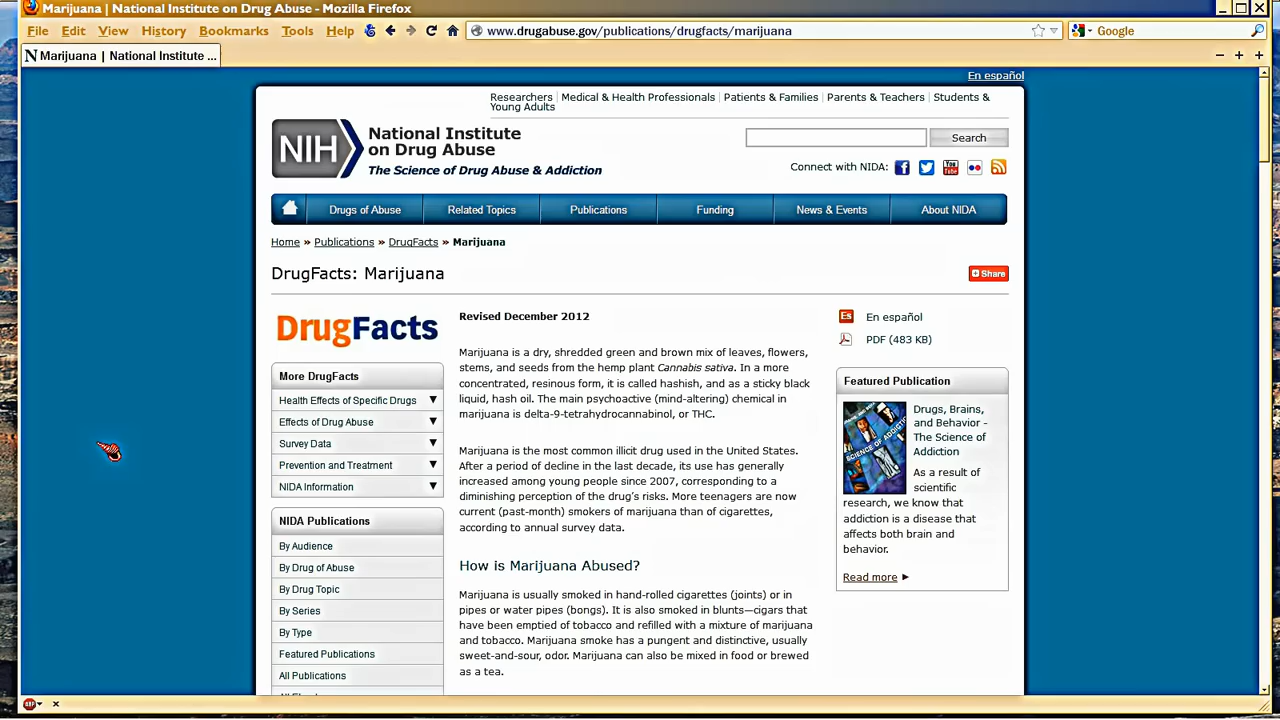 Marijuana | National Institute on Drug Abuse - Mozilla Firefox
File Edit View History Bookmarks Tools Help www.drugabuse.gov/publications/drugfacts/marijuana Google
Marijuana | National Institute ...
En español
Researchers Medical & Health Professionals Patients & Families Parents & Teachers Students &
Young Adults
NIH National Institute
on Drug Abuse
The Science of Drug Abuse & Addiction
Search
Connect with NIDA:
You
Tube
Drugs of Abuse Related Topics Publications Funding News & Events About NIDA
Home » Publications » DrugFacts » Marijuana
DrugFacts: Marijuana
Share
DrugFacts
More DrugFacts
Health Effects of Specific Drugs
Effects of Drug Abuse
Survey Data
Prevention and Treatment
NIDA Information
NIDA Publications
By Audience
By Drug of Abuse
By Drug Topic
By Series
By Type
Featured Publications
All Publications
Revised December 2012
Marijuana is a dry, shredded green and brown mix of leaves, flowers,
stems, and seeds from the hemp plant Cannabis sativa. In a more
concentrated, resinous form, it is called hashish, and as a sticky black
liquid, hash oil. The main psychoactive (mind-altering) chemical in
marijuana is delta-9-tetrahydrocannabinol, or THC.
Marijuana is the most common illicit drug used in the United States.
After a period of decline in the last decade, its use has generally
increased among young people since 2007, corresponding to a
diminishing perception of the drug's risks. More teenagers are now
current (past-month) smokers of marijuana than of cigarettes,
according to annual survey data.
How is Marijuana Abused?
Marijuana is usually smoked in hand-rolled cigarettes (joints) or in
pipes or water pipes (bongs). It is also smoked in blunts—cigars that
have been emptied of tobacco and refilled with a mixture of marijuana
and tobacco. Marijuana smoke has a pungent and distinctive, usually
sweet-and-sour, odor. Marijuana can also be mixed in food or brewed
as a tea.
Es En español
PDF (483 KB)
Featured Publication
SCIENCE OF ADDICTION
Drugs, Brains,
and Behavior -
The Science of
Addiction
As a result of
scientific
research, we know that
addiction is a disease that
affects both brain and
behavior.
Read more
ABP